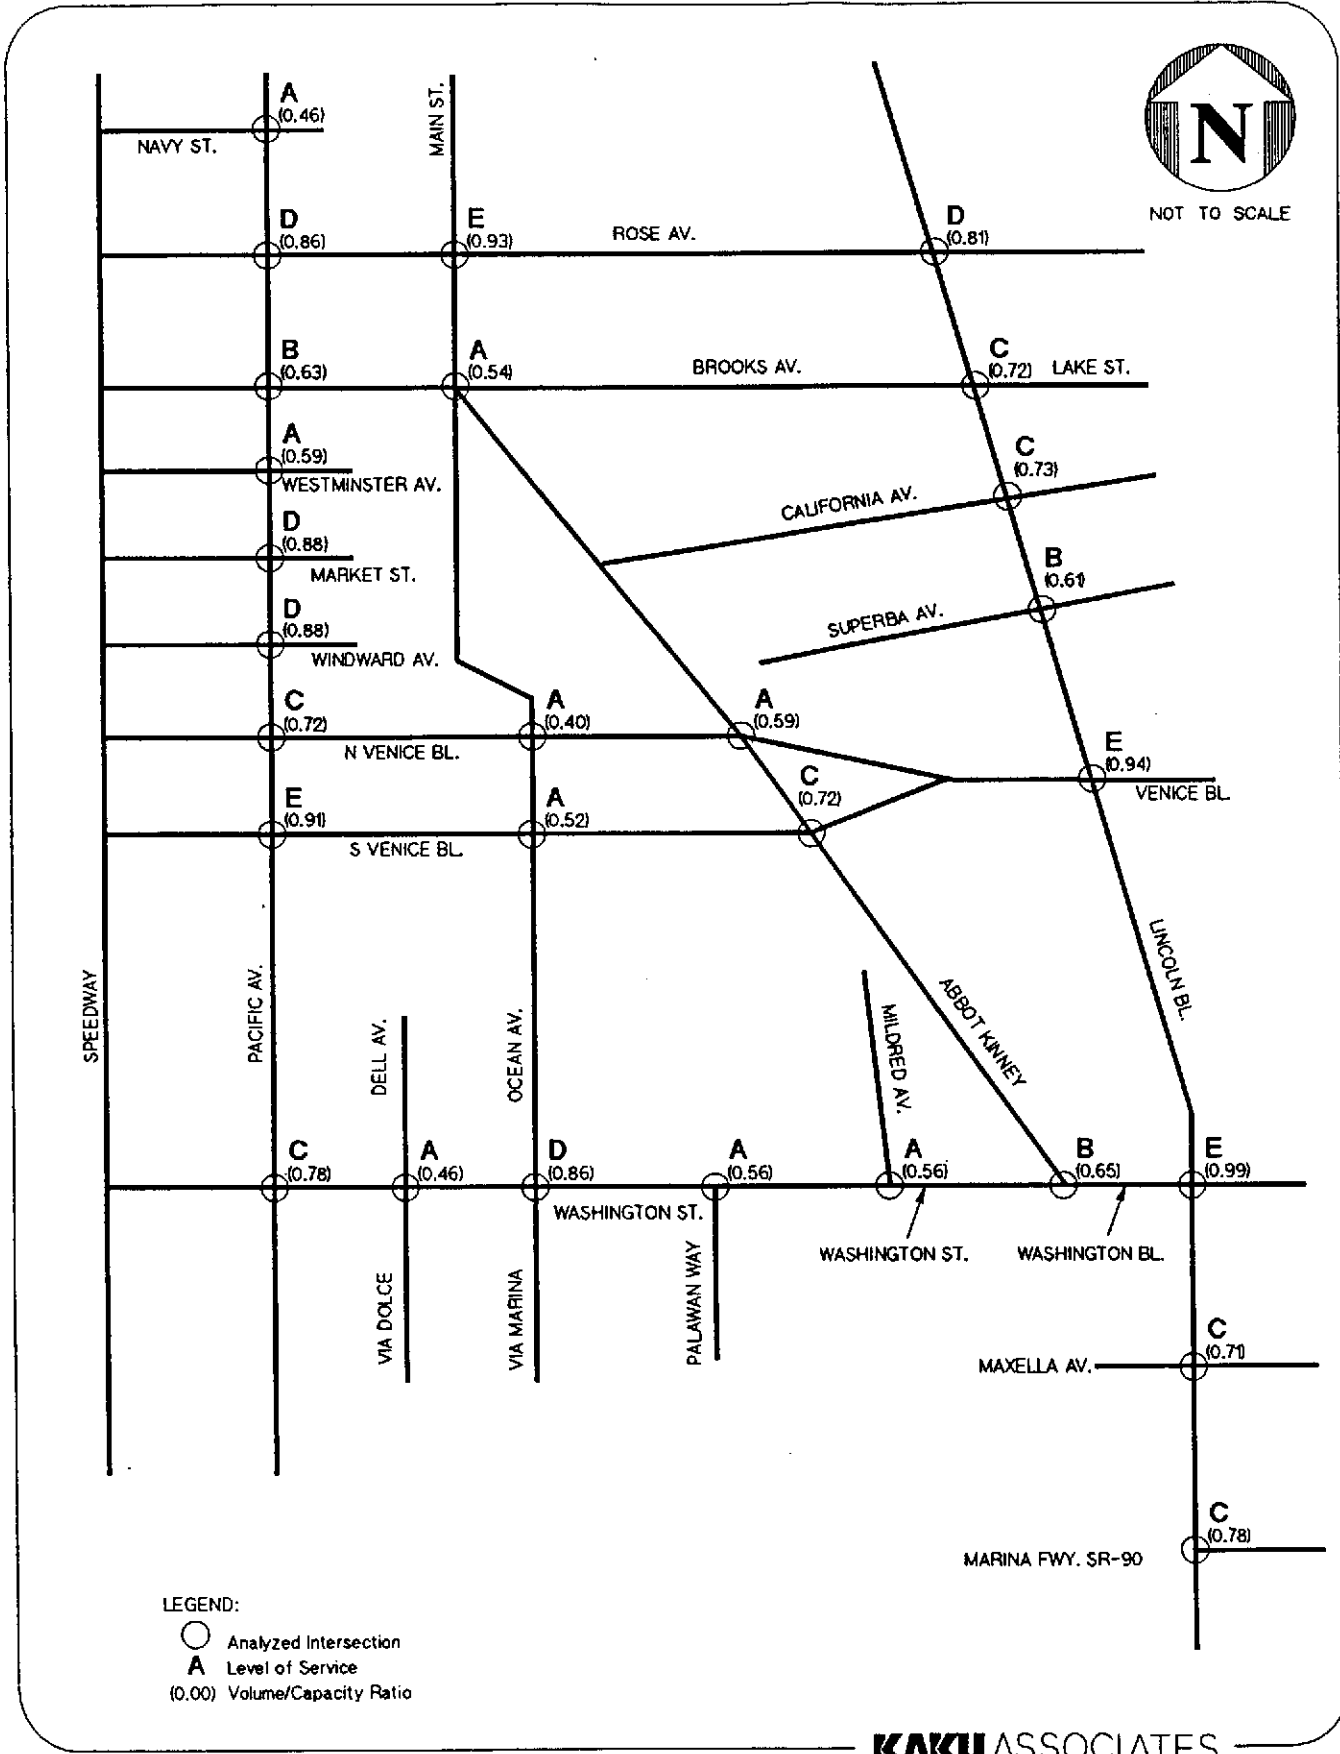 A
(0.46)
NAVY ST.
MAIN ST.
N
NOT TO SCALE
D
(0.86)
E
(0.93)
ROSE AV.
D
(0.81)
B
(0.63)
A
(0.54)
BROOKS AV.
C
(0.72)
LAKE ST.
A
(0.59)
WESTMINSTER AV.
C
(0.73)
CALIFORNIA AV.
D
(0.88)
MARKET ST.
B
(0.61)
SUPERBA AV.
D
(0.88)
WINDWARD AV.
C
(0.72)
N VENICE BL.
A
(0.40)
A
(0.59)
E
(0.94)
VENICE BL.
C
(0.72)
E
(0.91)
S VENICE BL.
A
(0.52)
SPEEDWAY
PACIFIC AV.
DELL AV.
OCEAN AV.
MILDRED AV.
ABBOT KINNEY
LINCOLN BL.
C
(0.78)
A
(0.46)
D
(0.86)
A
(0.56)
A
(0.56)
B
(0.65)
E
(0.99)
WASHINGTON ST.
WASHINGTON ST.
WASHINGTON BL.
VIA DOLCE
VIA MARINA
PALAWAN WAY
C
(0.71)
MAXELLA AV.
C
(0.78)
MARINA FWY. SR-90
LEGEND:
Analyzed Intersection
A Level of Service
(0.00) Volume/Capacity Ratio
KAKU ASSOCIATES